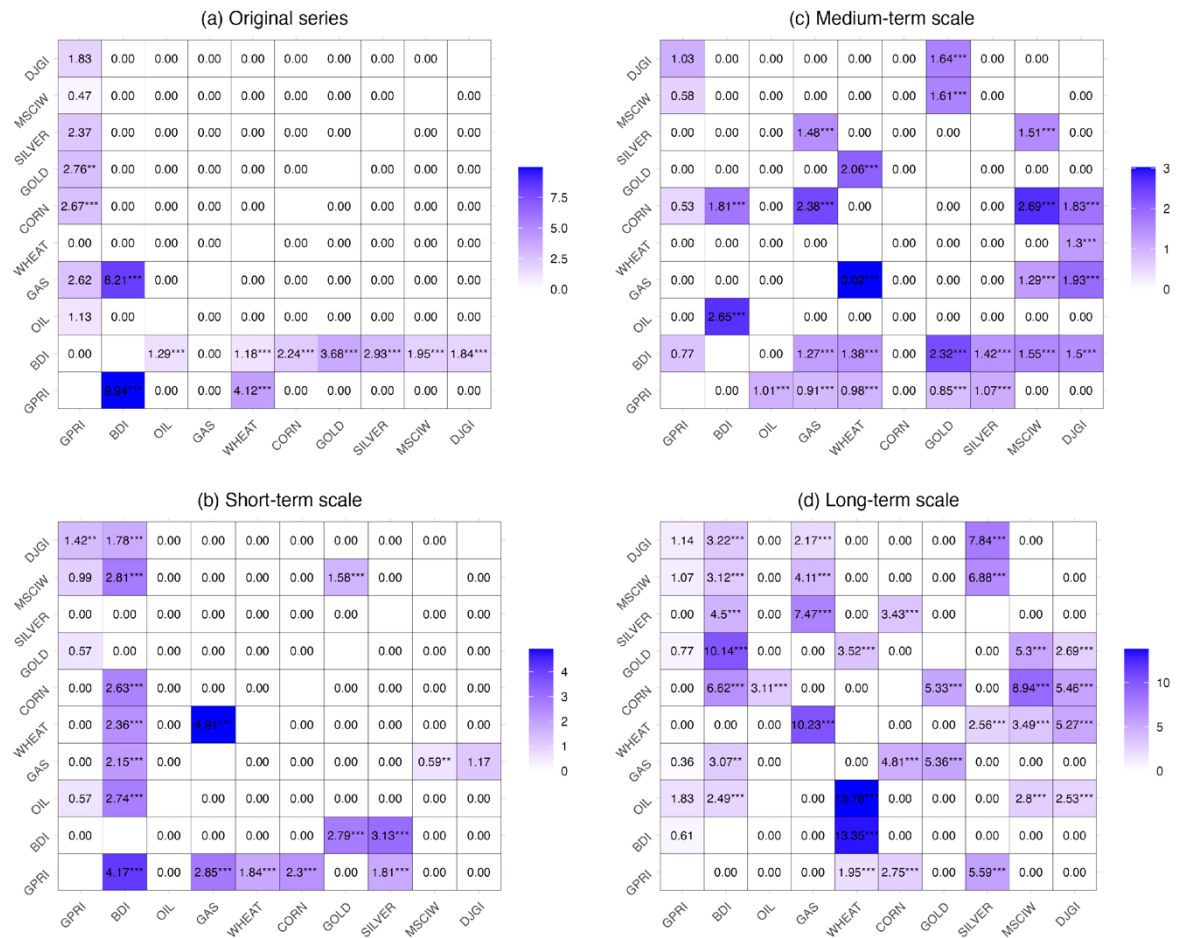 (a) Original series
DJGI 1.83 0.00 0.00 0.00 0.00 0.00 0.00 0.00 0.00
MSCIW 0.47 0.00 0.00 0.00 0.00 0.00 0.00 0.00 0.00
SILVER 2.37 0.00 0.00 0.00 0.00 0.00 0.00 0.00 0.00
GOLD 2.76** 0.00 0.00 0.00 0.00 0.00 0.00 0.00 0.00
CORN 2.67*** 0.00 0.00 0.00 0.00 0.00 0.00 0.00 0.00
WHEAT 0.00 0.00 0.00 0.00 0.00 0.00 0.00 0.00 0.00
GAS 2.62 8.21*** 0.00 0.00 0.00 0.00 0.00 0.00 0.00
OIL 1.13 0.00 0.00 0.00 0.00 0.00 0.00 0.00 0.00
BDI 0.00 1.29*** 0.00 1.18*** 2.24*** 3.68*** 2.93*** 1.95*** 1.84***
GPRI 9.94*** 0.00 0.00 4.12*** 0.00 0.00 0.00 0.00 0.00
GPRI BDI OIL GAS WHEAT CORN GOLD SILVER MSCIW DJGI
7.5
5.0
2.5
0.0
(c) Medium-term scale
DJGI 1.03 0.00 0.00 0.00 0.00 0.00 1.64*** 0.00 0.00
MSCIW 0.58 0.00 0.00 0.00 0.00 0.00 1.61*** 0.00 0.00
SILVER 0.00 0.00 0.00 1.48*** 0.00 0.00 0.00 1.51*** 0.00
GOLD 0.00 0.00 0.00 0.00 2.06*** 0.00 0.00 0.00 0.00
CORN 0.53 1.81*** 0.00 2.38*** 0.00 0.00 0.00 2.69*** 1.83***
WHEAT 0.00 0.00 0.00 0.00 0.00 0.00 0.00 0.00 1.3***
GAS 0.00 0.00 0.00 3.02*** 0.00 0.00 0.00 1.29*** 1.93***
OIL 0.00 2.65*** 0.00 0.00 0.00 0.00 0.00 0.00 0.00
BDI 0.77 0.00 1.27*** 1.38*** 0.00 2.32*** 1.42*** 1.55*** 1.5***
GPRI 0.00 1.01*** 0.91*** 0.98*** 0.00 0.85*** 1.07*** 0.00 0.00
GPRI BDI OIL GAS WHEAT CORN GOLD SILVER MSCIW DJGI
3
2
1
0
(b) Short-term scale
DJGI 1.42** 1.78*** 0.00 0.00 0.00 0.00 0.00 0.00 0.00
MSCIW 0.99 2.81*** 0.00 0.00 0.00 0.00 1.58*** 0.00 0.00
SILVER 0.00 0.00 0.00 0.00 0.00 0.00 0.00 0.00 0.00
GOLD 0.57 0.00 0.00 0.00 0.00 0.00 0.00 0.00 0.00
CORN 0.00 2.63*** 0.00 0.00 0.00 0.00 0.00 0.00 0.00
WHEAT 0.00 2.36*** 0.00 4.91*** 0.00 0.00 0.00 0.00 0.00
GAS 0.00 2.15*** 0.00 0.00 0.00 0.00 0.00 0.59** 1.17
OIL 0.57 2.74*** 0.00 0.00 0.00 0.00 0.00 0.00 0.00
BDI 0.00 0.00 0.00 0.00 0.00 2.79*** 3.13*** 0.00 0.00
GPRI 4.17*** 0.00 2.85*** 1.84*** 2.3*** 0.00 1.81*** 0.00 0.00
GPRI BDI OIL GAS WHEAT CORN GOLD SILVER MSCIW DJGI
4
3
2
1
0
(d) Long-term scale
DJGI 1.14 3.22*** 0.00 2.17*** 0.00 0.00 0.00 7.84*** 0.00
MSCIW 1.07 3.12*** 0.00 4.11*** 0.00 0.00 0.00 6.88*** 0.00
SILVER 0.00 4.5*** 0.00 7.47*** 0.00 3.43*** 0.00 0.00 0.00
GOLD 0.77 10.14*** 0.00 0.00 3.52*** 0.00 0.00 5.3*** 2.69***
CORN 0.00 6.62*** 3.11*** 0.00 0.00 5.33*** 0.00 8.94*** 5.46***
WHEAT 0.00 0.00 0.00 10.23*** 0.00 0.00 2.56*** 3.49*** 5.27***
GAS 0.36 3.07** 0.00 0.00 4.81*** 5.36*** 0.00 0.00 0.00
OIL 1.83 2.49*** 0.00 13.78*** 0.00 0.00 0.00 2.8*** 2.53***
BDI 0.61 0.00 0.00 13.35*** 0.00 0.00 0.00 0.00 0.00
GPRI 0.00 0.00 0.00 1.95*** 2.75*** 0.00 5.59*** 0.00 0.00
GPRI BDI OIL GAS WHEAT CORN GOLD SILVER MSCIW DJGI
10
5
0